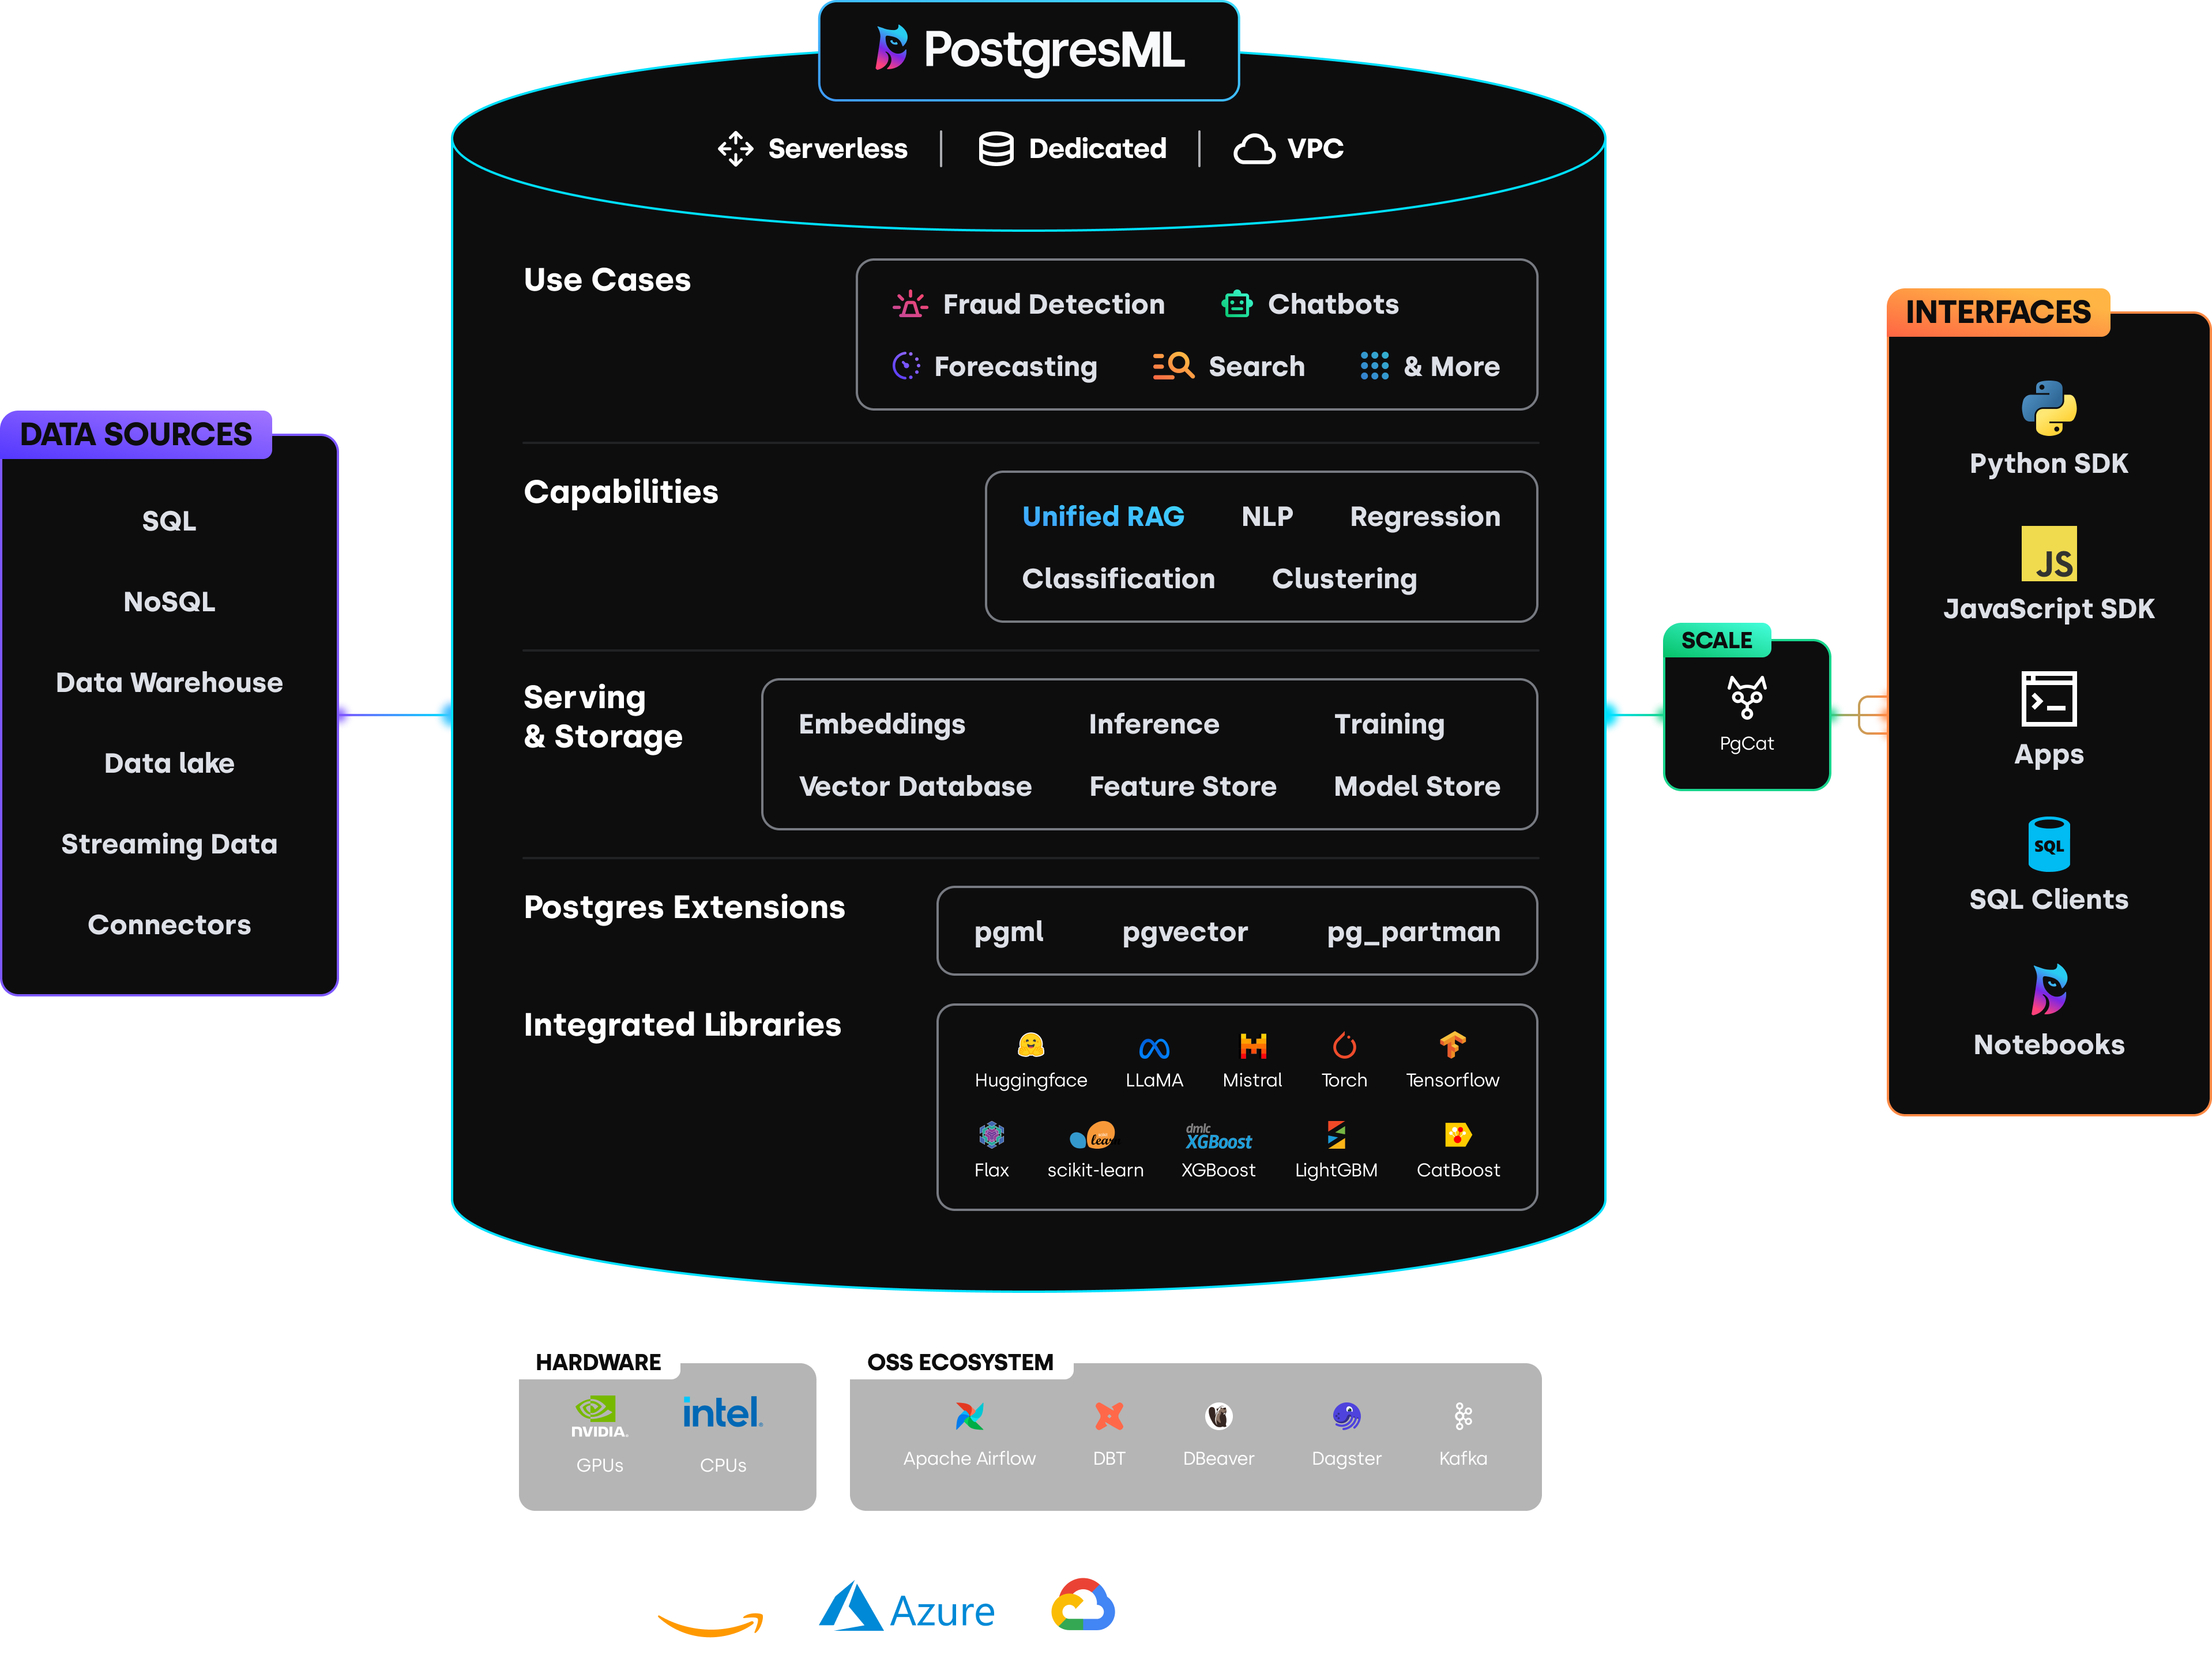 PostgresML
Serverless
Dedicated
VPC
DATA SOURCES
SQL
NoSQL
Data Warehouse
Data lake
Streaming Data
Connectors
Use Cases
Fraud Detection
Chatbots
Forecasting
Search
& More
Capabilities
Unified RAG
NLP
Regression
Classification
Clustering
Serving
& Storage
Embeddings
Inference
Training
Vector Database
Feature Store
Model Store
Postgres Extensions
pgml
pgvector
pg_partman
Integrated Libraries
Huggingface
LLaMA
Mistral
Torch
Tensorflow
learn
dmlc
XGBoost
Flax
scikit-learn
XGBoost
LightGBM
CatBoost
SCALE
PgCat
INTERFACES
Python SDK
JS
JavaScript SDK
Apps
SQL
SQL Clients
Notebooks
HARDWARE
NVIDIA.
GPUs
intel.
CPUs
OSS ECOSYSTEM
Apache Airflow
DBT
DBeaver
Dagster
Kafka
Azure